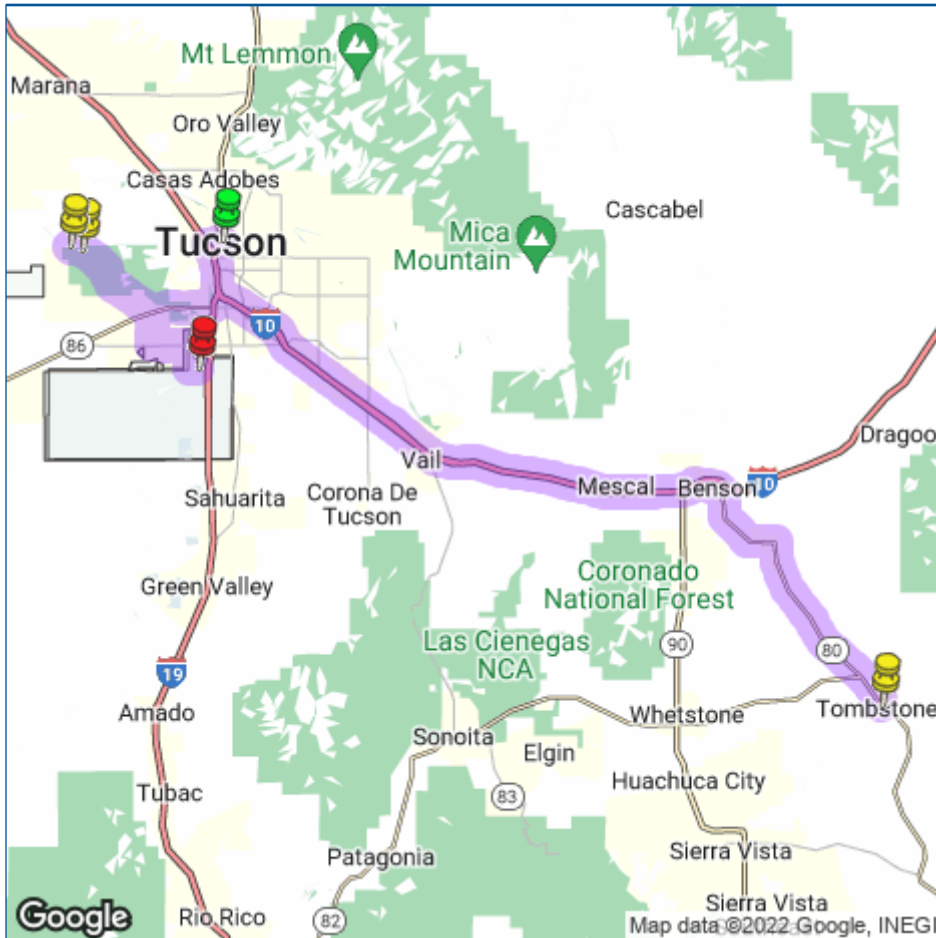 Mt Lemmon
Marana
Oro Valley
Casas Adobes
Cascabel
Tucson
Mica
Mountain
10
86
Dragoo
Vail
Mescal
Benson
10
Sahuarita
Corona De
Tucson
Green Valley
Coronado
National Forest
Las Cienegas
NCA
90
80
19
Amado
Whetstone
Tombstone
Sonoita
Elgin
Tubac
83
Huachuca City
Patagonia
Sierra Vista
Sierra Vista
Google
Rio Rico
82
Map data ©2022 Google, INEGI